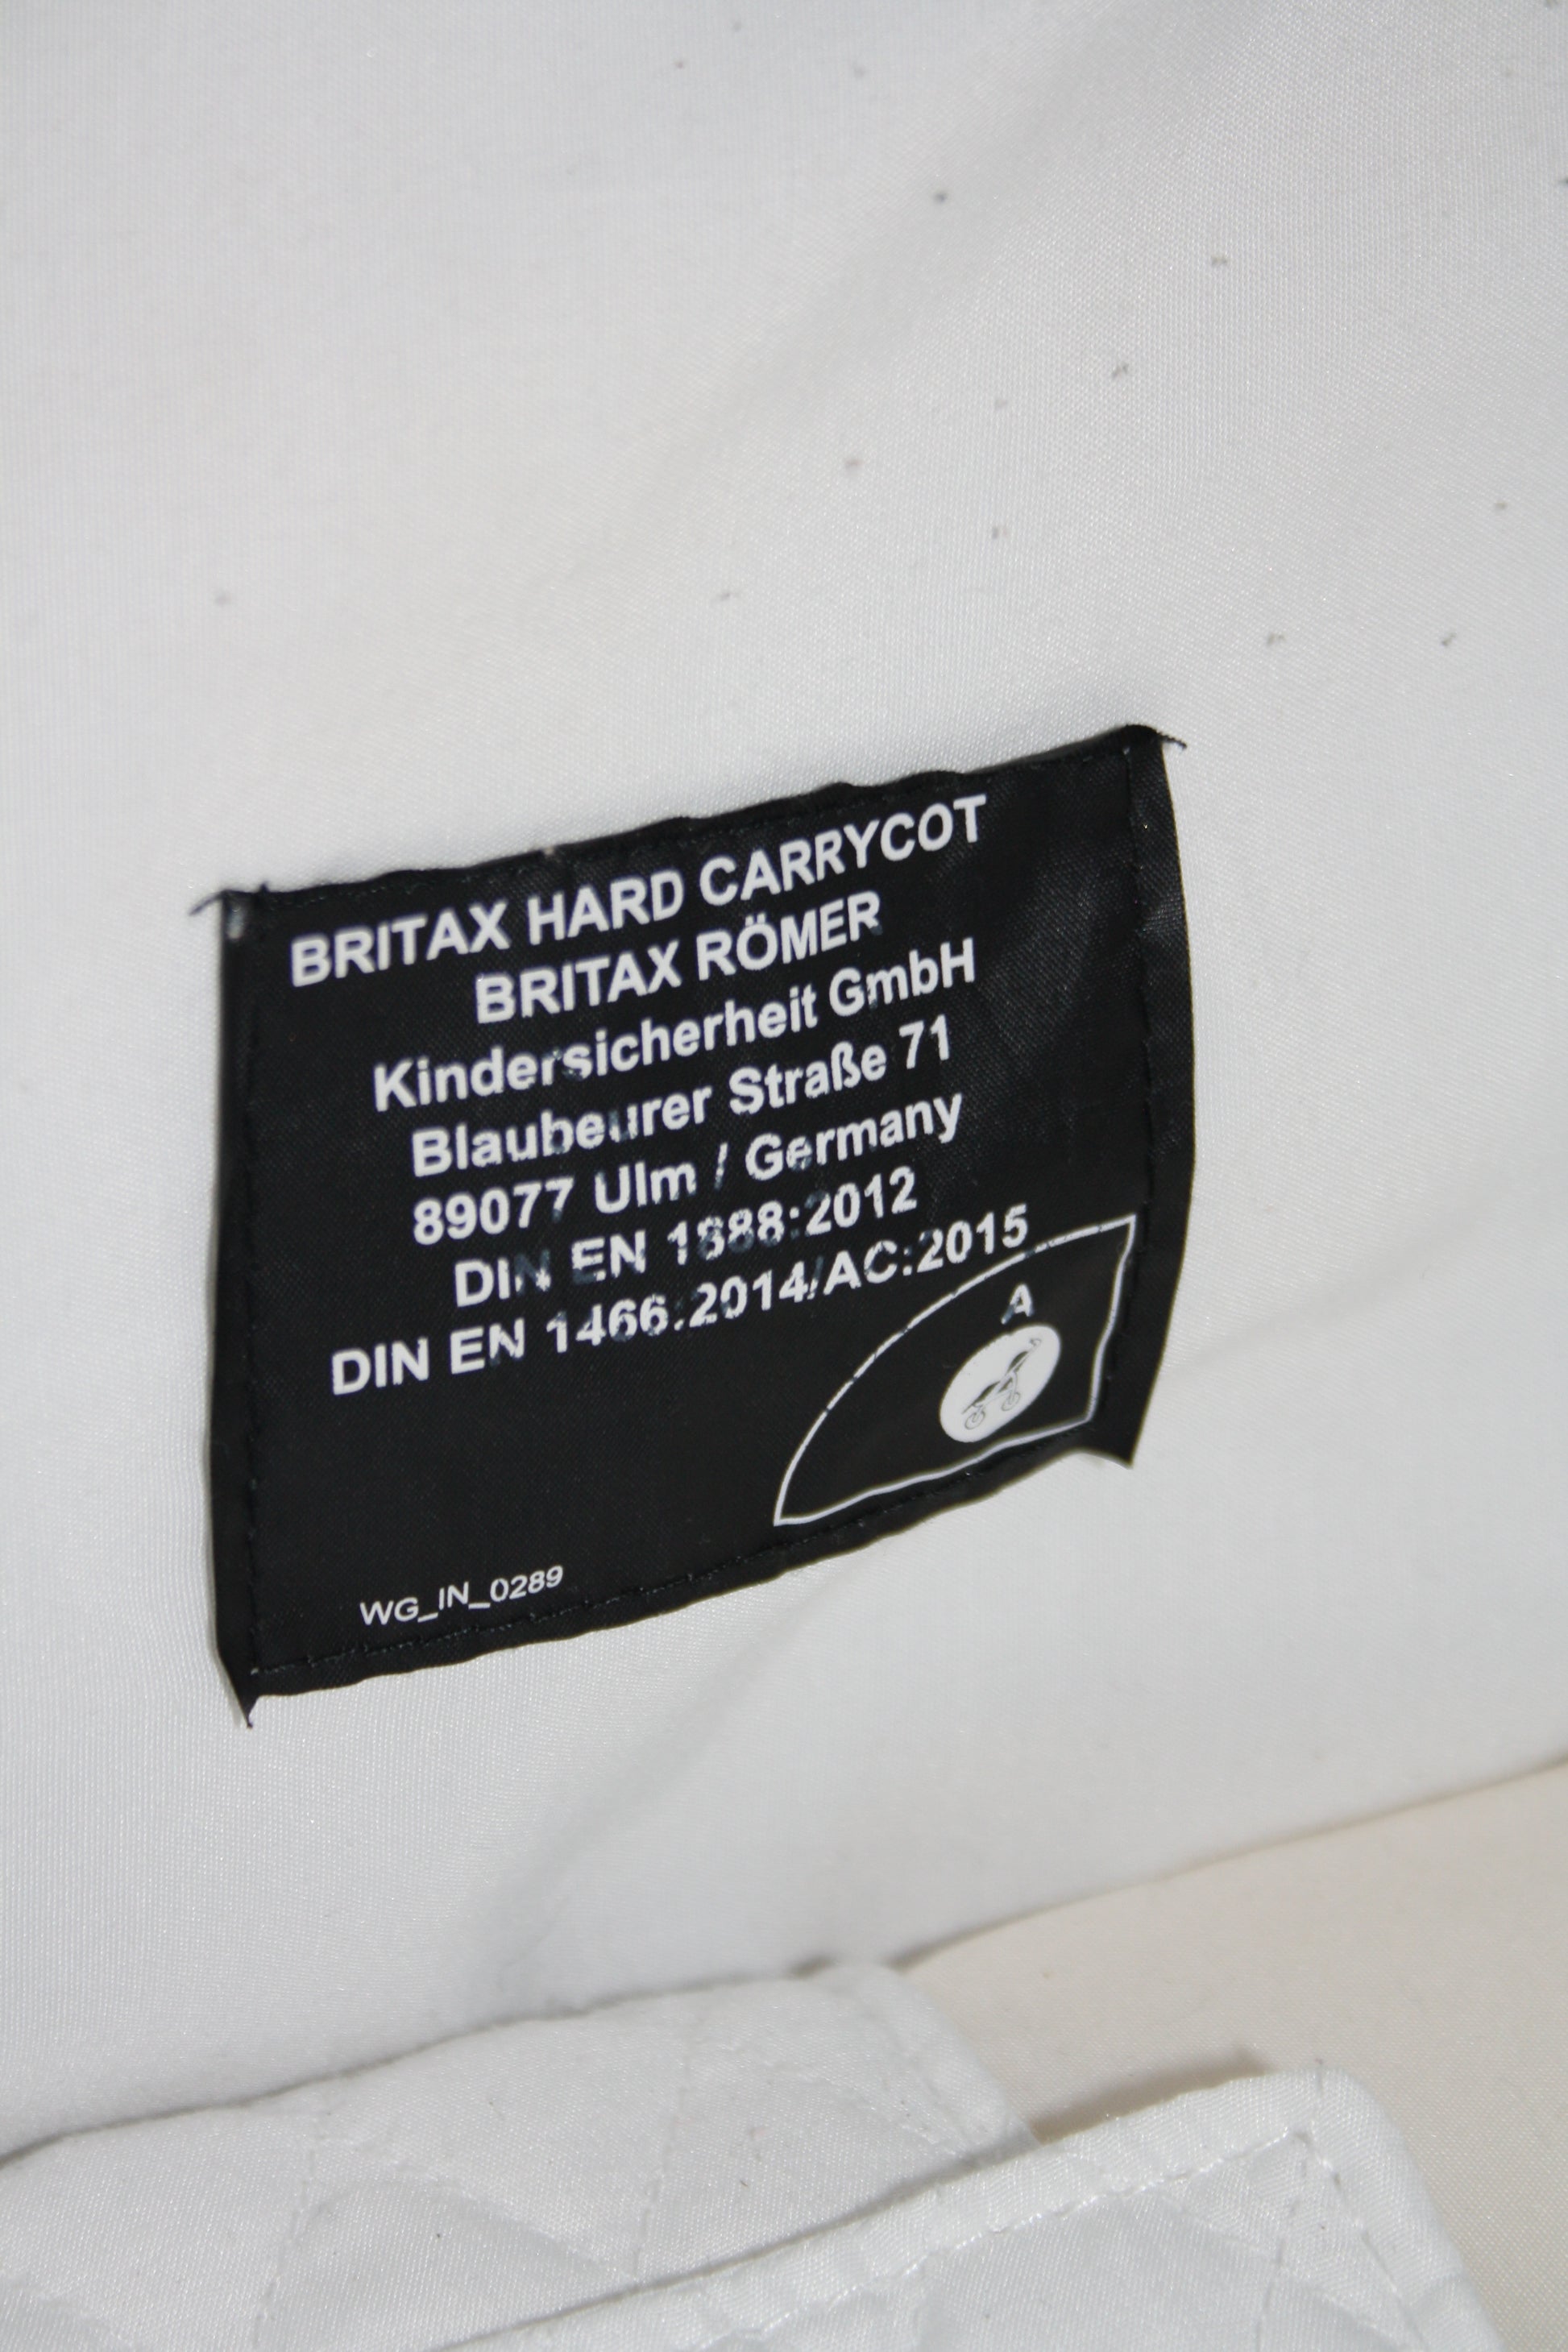 BRITAX HARD CARRYCOT
BRITAX RÖMER
Kindersicherheit GmbH
Blaubeurer Straße 71
89077 Ulm / Germany
DIN EN 1888:2012
DIN EN 1466:2014/AC:2015
A
WG_IN_0289